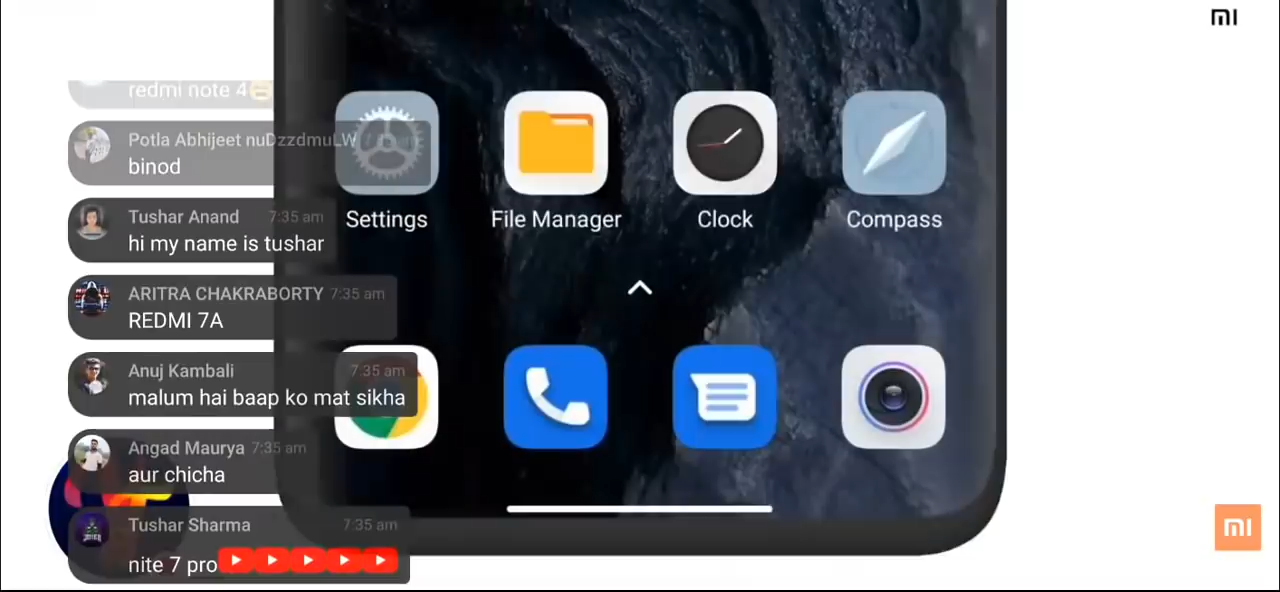 mi
redmi note 4
Potla Abhijeet nuDzzdmuLW
binod
Tushar Anand 7:35 am
hi my name is tushar
ARITRA CHAKRABORTY 7:35 am
REDMI 7A
Anuj Kambali 7:35 am
malum hai baap ko mat sikha
Angad Maurya 7:35 am
aur chicha
Tushar Sharma 7:35 am
nite 7 pro
Settings
File Manager
Clock
Compass
mi